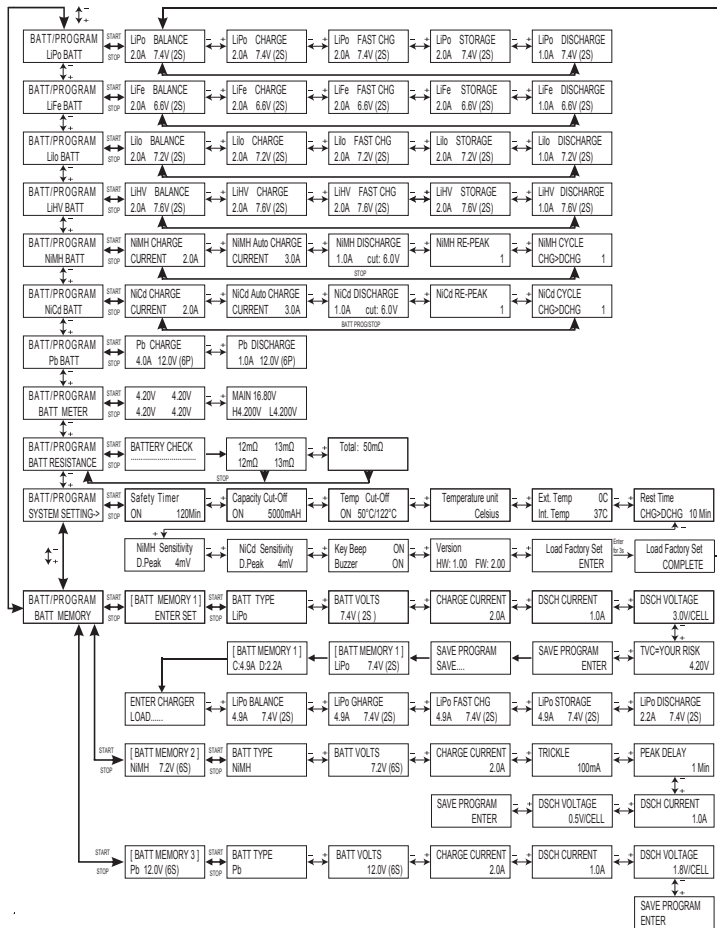 BATT/PROGRAM
LiPo BATT
START
STOP
LiPo BALANCE
2.0A 7.4V (2S)
LiPo CHARGE
2.0A 7.4V (2S)
LiPo FAST CHG
2.0A 7.4V (2S)
LiPo STORAGE
2.0A 7.4V (2S)
LiPo DISCHARGE
1.0A 7.4V (2S)
BATT/PROGRAM
LiFe BATT
START
STOP
LiFe BALANCE
2.0A 6.6V (2S)
LiFe CHARGE
2.0A 6.6V (2S)
LiFe FAST CHG
2.0A 6.6V (2S)
LiFe STORAGE
2.0A 6.6V (2S)
LiFe DISCHARGE
1.0A 6.6V (2S)
BATT/PROGRAM
LiIo BATT
START
STOP
LiIo BALANCE
2.0A 7.2V (2S)
LiIo CHARGE
2.0A 7.2V (2S)
LiIo FAST CHG
2.0A 7.2V (2S)
LiIo STORAGE
2.0A 7.2V (2S)
LiIo DISCHARGE
1.0A 7.2V (2S)
BATT/PROGRAM
LiHV BATT
START
STOP
LiHV BALANCE
2.0A 7.6V (2S)
LiHV CHARGE
2.0A 7.6V (2S)
LiHV FAST CHG
2.0A 7.6V (2S)
LiHV STORAGE
2.0A 7.6V (2S)
LiHV DISCHARGE
1.0A 7.6V (2S)
BATT/PROGRAM
NiMH BATT
START
STOP
NiMH CHARGE
CURRENT 2.0A
NiMH Auto CHARGE
CURRENT 3.0A
NiMH DISCHARGE
1.0A cut: 6.0V
NiMH RE-PEAK
1
NiMH CYCLE
CHG>DCHG 1
STOP
BATT/PROGRAM
NiCd BATT
START
STOP
NiCd CHARGE
CURRENT 2.0A
NiCd Auto CHARGE
CURRENT 3.0A
NiCd DISCHARGE
1.0A cut: 6.0V
NiCd RE-PEAK
1
NiCd CYCLE
CHG>DCHG 1
BATT PROG/STOP
BATT/PROGRAM
Pb BATT
START
STOP
Pb CHARGE
4.0A 12.0V (6P)
Pb DISCHARGE
1.0A 12.0V (6P)
BATT/PROGRAM
BATT METER
START
STOP
4.20V 4.20V
4.20V 4.20V
MAIN 16.80V
H4.200V L4.200V
BATT/PROGRAM
BATT RESISTANCE
START
STOP
BATTERY CHECK
................................
12mΩ 13mΩ
12mΩ 13mΩ
Total: 50mΩ
STOP
BATT/PROGRAM
SYSTEM SETTING->
START
STOP
Safety Timer
ON 120Min
Capacity Cut-Off
ON 5000mAH
Temp Cut-Off
ON 50°C/122°C
Temperature unit
Celsius
Ext. Temp 0C
Int. Temp 37C
Rest Time
CHG>DCHG 10 Min
NiMH Sensitivity
D.Peak 4mV
NiCd Sensitivity
D.Peak 4mV
Key Beep ON
Buzzer ON
Version
HW: 1.00 FW: 2.00
Load Factory Set
ENTER
Enter
for 3s
Load Factory Set
COMPLETE
BATT/PROGRAM
BATT MEMORY
START
STOP
[ BATT MEMORY 1 ]
ENTER SET
BATT TYPE
LiPo
BATT VOLTS
7.4V ( 2S )
CHARGE CURRENT
2.0A
DSCH CURRENT
1.0A
DSCH VOLTAGE
3.0V/CELL
[ BATT MEMORY 1 ]
C:4.9A D:2.2A
[ BATT MEMORY 1 ]
LiPo 7.4V (2S)
SAVE PROGRAM
SAVE....
SAVE PROGRAM
ENTER
TVC=YOUR RISK
4.20V
ENTER CHARGER
LOAD......
LiPo BALANCE
4.9A 7.4V (2S)
LiPo GHARGE
4.9A 7.4V (2S)
LiPo FAST CHG
4.9A 7.4V (2S)
LiPo STORAGE
4.9A 7.4V (2S)
LiPo DISCHARGE
2.2A 7.4V (2S)
START
STOP
[ BATT MEMORY 2 ]
NiMH 7.2V (6S)
START
STOP
BATT TYPE
NiMH
BATT VOLTS
7.2V (6S)
CHARGE CURRENT
2.0A
TRICKLE
100mA
PEAK DELAY
1 Min
SAVE PROGRAM
ENTER
DSCH VOLTAGE
0.5V/CELL
DSCH CURRENT
1.0A
START
STOP
[ BATT MEMORY 3 ]
Pb 12.0V (6S)
START
STOP
BATT TYPE
Pb
BATT VOLTS
12.0V (6S)
CHARGE CURRENT
2.0A
DSCH CURRENT
1.0A
DSCH VOLTAGE
1.8V/CELL
SAVE PROGRAM
ENTER